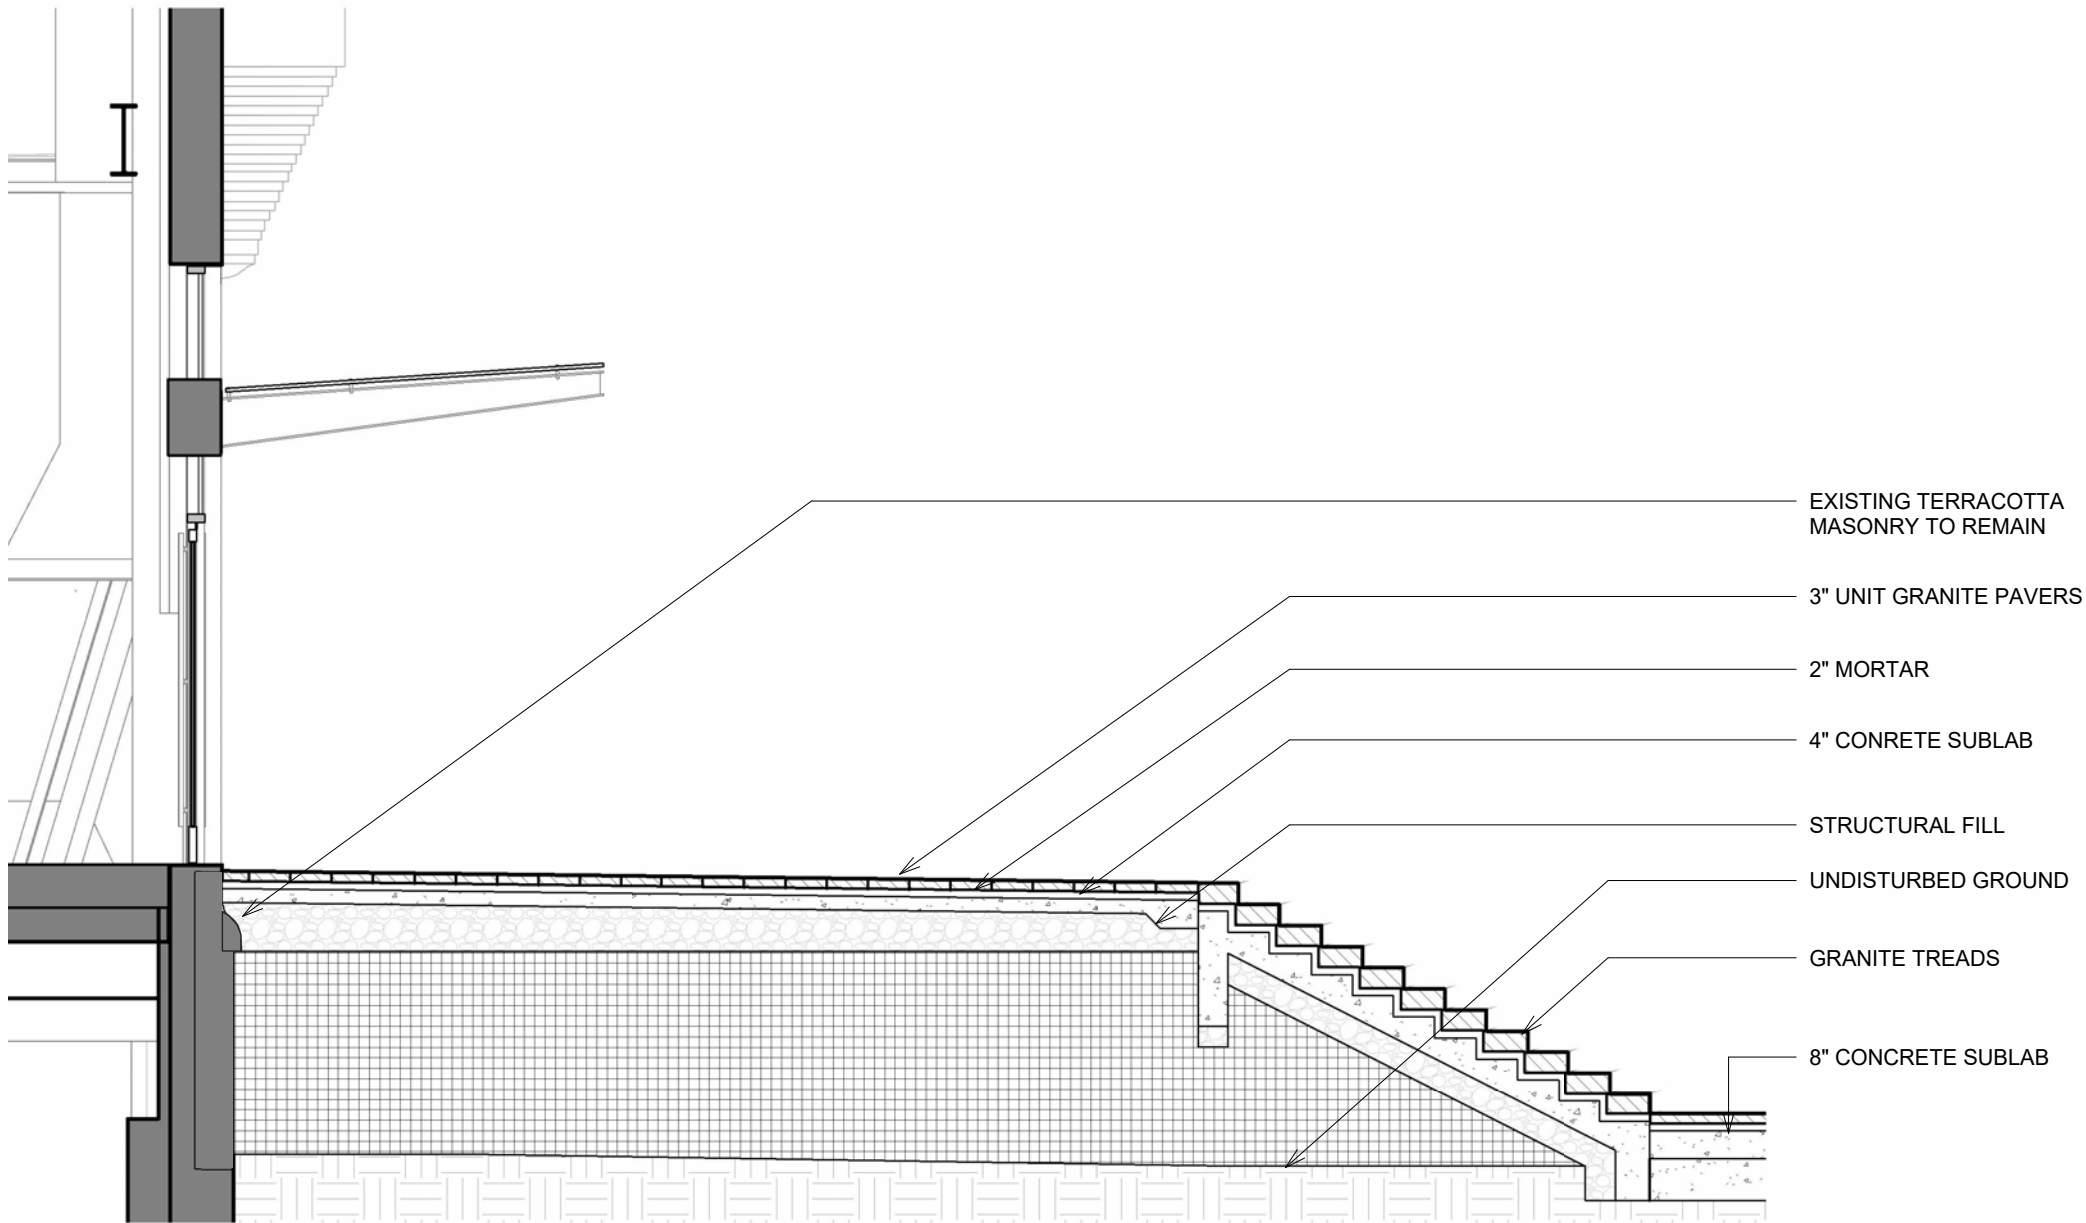 EXISTING TERRACOTTA
MASONRY TO REMAIN
3" UNIT GRANITE PAVERS
2" MORTAR
4" CONRETE SUBLAB
STRUCTURAL FILL
UNDISTURBED GROUND
GRANITE TREADS
8" CONCRETE SUBLAB